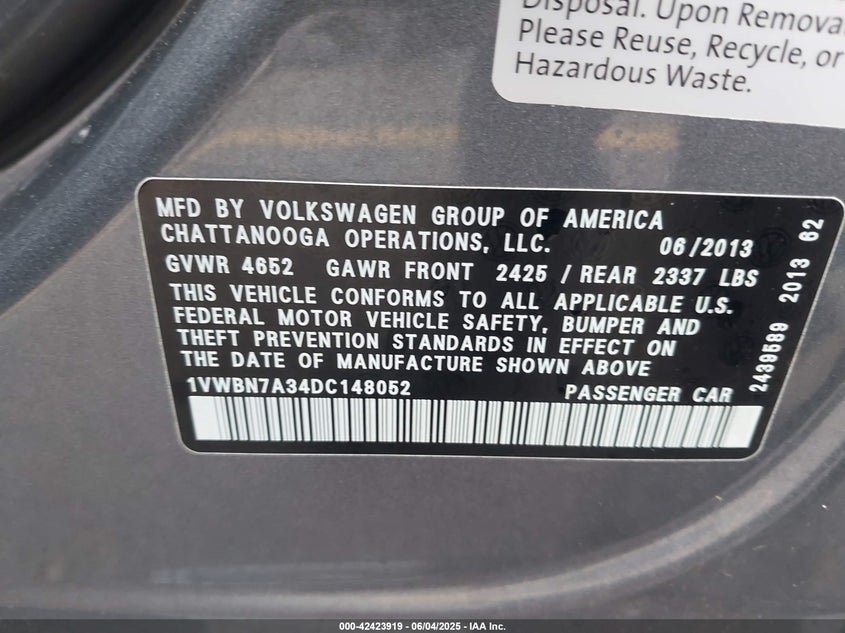 Disposal. Upon Removal
Please Reuse, Recycle, or
Hazardous Waste.
MFD BY VOLKSWAGEN GROUP OF AMERICA
CHATTANOOGA OPERATIONS, LLC. 06/2013
GVWR 4652 GAWR FRONT 2425 / REAR 2337 LBS
THIS VEHICLE CONFORMS TO ALL APPLICABLE U.S.
FEDERAL MOTOR VEHICLE SAFETY, BUMPER AND
THEFT PREVENTION STANDARDS IN EFFECT ON
THE DATE OF MANUFACTURE SHOWN ABOVE
1VWBN7A34DC148052 PASSENGER CAR
2439589 2013 62
000-42423919 - 06/04/2025 - IAA Inc.